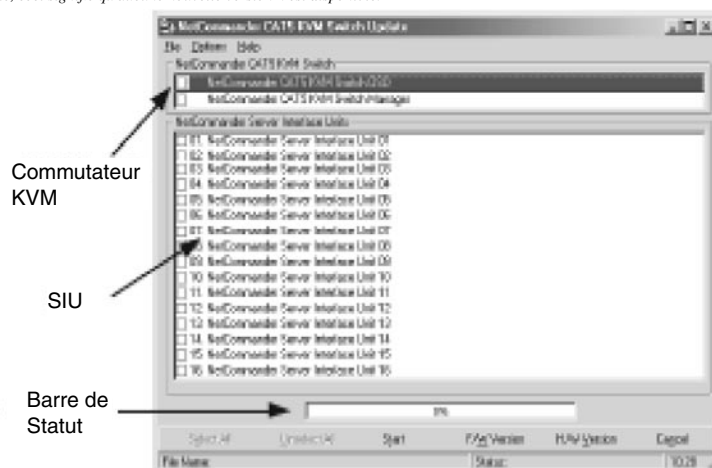 NetCommander CAT5 KVM Switch Update
File Options Help
NetCommander CAT5 KVM Switch
NetCommander CAT5 KVM Switch OSD
NetCommander CAT5 KVM Switch Manager
NetCommander Server Interface Units
01. NetCommander Server Interface Unit 01
02. NetCommander Server Interface Unit 02
03. NetCommander Server Interface Unit 03
04. NetCommander Server Interface Unit 04
05. NetCommander Server Interface Unit 05
06. NetCommander Server Interface Unit 06
07. NetCommander Server Interface Unit 07
08. NetCommander Server Interface Unit 08
09. NetCommander Server Interface Unit 09
10. NetCommander Server Interface Unit 10
11. NetCommander Server Interface Unit 11
12. NetCommander Server Interface Unit 12
13. NetCommander Server Interface Unit 13
14. NetCommander Server Interface Unit 14
15. NetCommander Server Interface Unit 15
16. NetCommander Server Interface Unit 16
Commutateur
KVM
SIU
Barre de
Statut
0%
Select All Unselect All Start F/W Version H/W Version Cancel
File Name: Status: 10:29